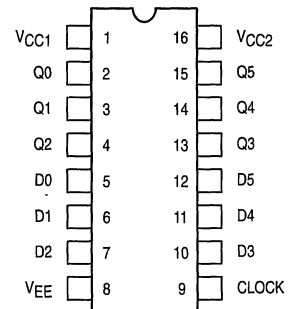 VCC1 1 16 VCC2
Q0 2 15 Q5
Q1 3 14 Q4
Q2 4 13 Q3
D0 5 12 D5
D1 6 11 D4
D2 7 10 D3
VEE 8 9 CLOCK